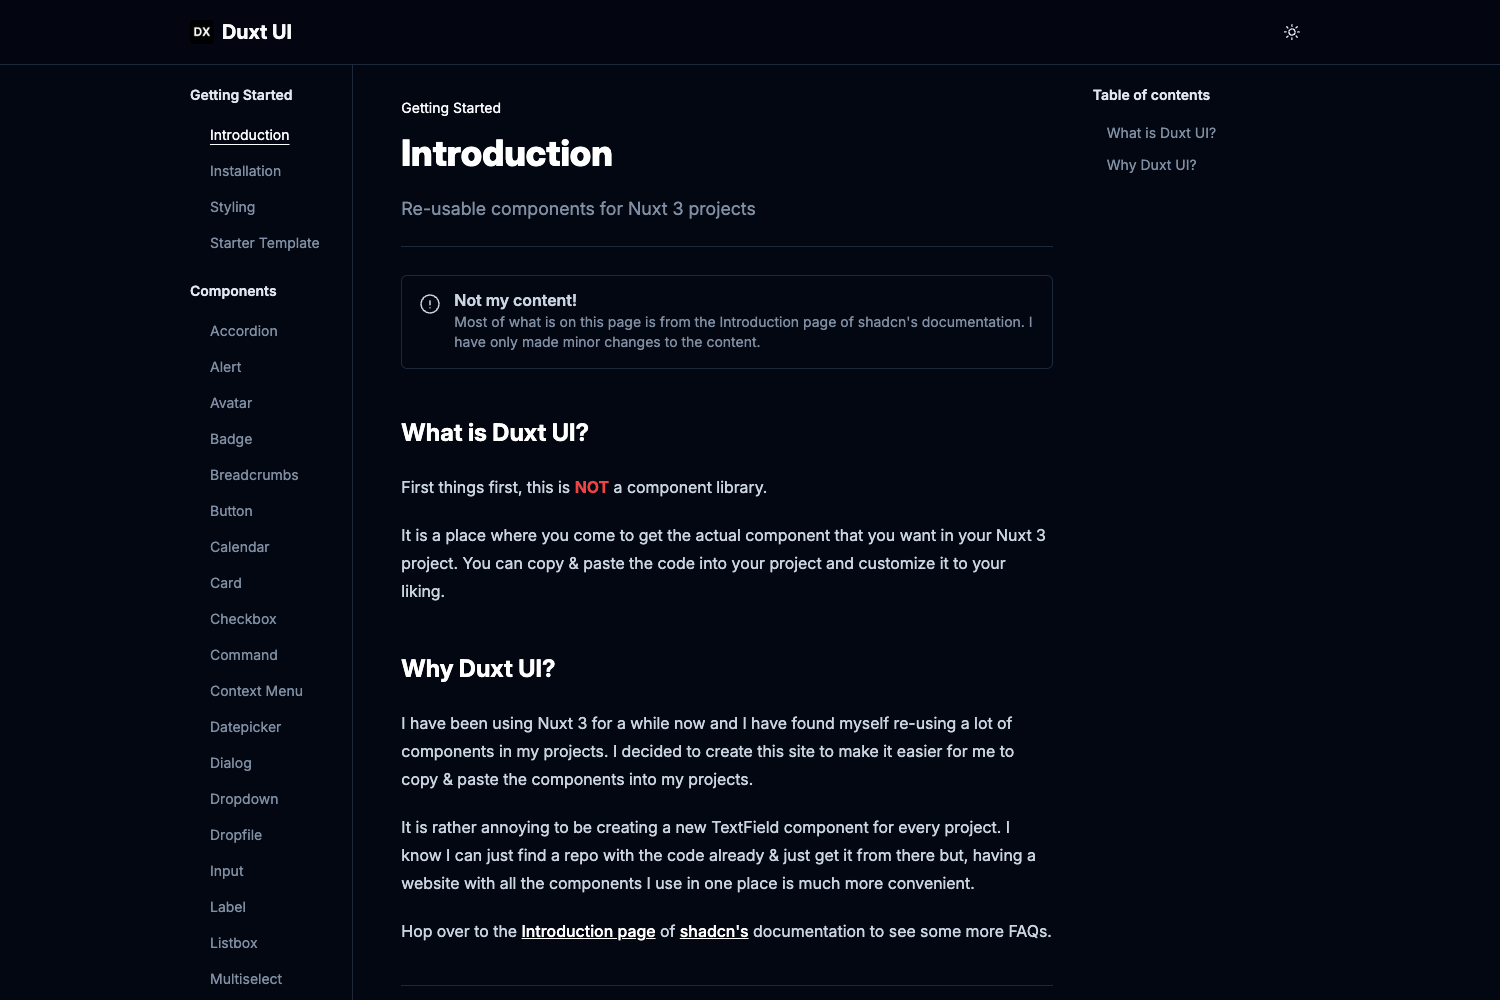 DX Duxt UI
Getting Started
Introduction
Installation
Styling
Starter Template
Components
Accordion
Alert
Avatar
Badge
Breadcrumbs
Button
Calendar
Card
Checkbox
Command
Context Menu
Datepicker
Dialog
Dropdown
Dropfile
Input
Label
Listbox
Multiselect
Getting Started
Introduction
Re-usable components for Nuxt 3 projects
Not my content!
Most of what is on this page is from the Introduction page of shadcn's documentation. I
have only made minor changes to the content.
What is Duxt UI?
First things first, this is NOT a component library.
It is a place where you come to get the actual component that you want in your Nuxt 3
project. You can copy & paste the code into your project and customize it to your
liking.
Why Duxt UI?
I have been using Nuxt 3 for a while now and I have found myself re-using a lot of
components in my projects. I decided to create this site to make it easier for me to
copy & paste the components into my projects.
It is rather annoying to be creating a new TextField component for every project. I
know I can just find a repo with the code already & just get it from there but, having a
website with all the components I use in one place is much more convenient.
Hop over to the Introduction page of shadcn's documentation to see some more FAQs.
Table of contents
What is Duxt UI?
Why Duxt UI?